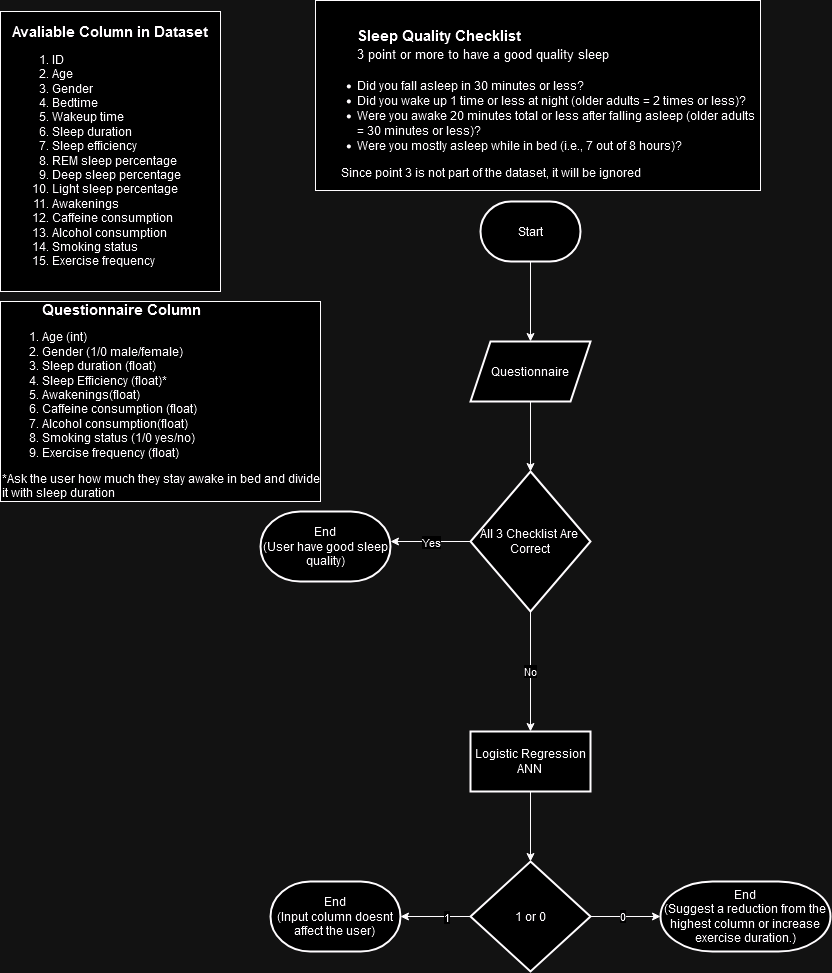 Avaliable Column in Dataset
1. ID
2. Age
3. Gender
4. Bedtime
5. Wakeup time
6. Sleep duration
7. Sleep efficiency
8. REM sleep percentage
9. Deep sleep percentage
10. Light sleep percentage
11. Awakenings
12. Caffeine consumption
13. Alcohol consumption
14. Smoking status
15. Exercise frequency
Sleep Quality Checklist
3 point or more to have a good quality sleep
• Did you fall asleep in 30 minutes or less?
• Did you wake up 1 time or less at night (older adults = 2 times or less)?
• Were you awake 20 minutes total or less after falling asleep (older adults
= 30 minutes or less)?
• Were you mostly asleep while in bed (i.e., 7 out of 8 hours)?
Since point 3 is not part of the dataset, it will be ignored
Questionnaire Column
1. Age (int)
2. Gender (1/0 male/female)
3. Sleep duration (float)
4. Sleep Efficiency (float)*
5. Awakenings(float)
6. Caffeine consumption (float)
7. Alcohol consumption(float)
8. Smoking status (1/0 yes/no)
9. Exercise frequency (float)
*Ask the user how much they stay awake in bed and divide
it with sleep duration
Start
Questionnaire
All 3 Checklist Are
Correct
Yes
End
(User have good sleep
quality)
No
Logistic Regression
ANN
1 or 0
1
End
(Input column doesnt
affect the user)
0
End
(Suggest a reduction from the
highest column or increase
exercise duration.)